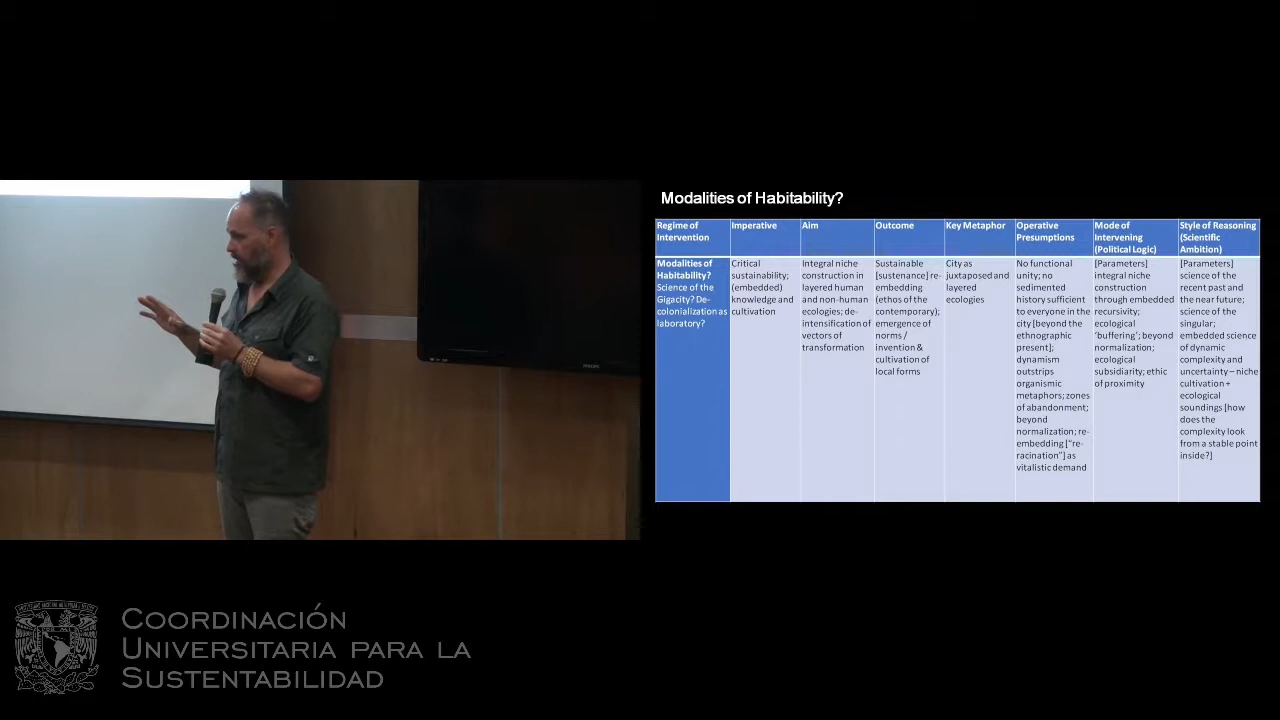 Modalities of Habitability?
Regime of
Intervention
Imperative
Aim
Outcome
Key Metaphor
Operative
Presumptions
Mode of
Intervening
(Political Logic)
Style of Reasoning
(Scientific
Ambition)
Modalities of
Habitability?
Science of the
Gigacity? De-
colonialization as
laboratory?
Critical
sustainability;
(embedded)
knowledge and
cultivation
Integral niche
construction in
layered human
and non-human
ecologies; de-
intensification of
vectors of
transformation
Sustainable
[sustenance] re-
embedding
(ethos of the
contemporary);
emergence of
norms /
invention &
cultivation of
local forms
City as
juxtaposed and
layered
ecologies
No functional
unity; no
sedimented
history sufficient
to everyone in the
city [beyond the
ethnographic
present];
dynamism
outstrips
organismic
metaphors; zones
of abandonment;
beyond
normalization; re-
embedding ["re-
racination"] as
vitalistic demand
[Parameters]
integral niche
construction
through embedded
recursivity;
ecological
'buffering'; beyond
normalization;
ecological
subsidiarity; ethic
of proximity
[Parameters]
science of the
recent past and
the near future;
science of the
singular;
embedded science
of dynamic
complexity and
uncertainty – niche
cultivation +
ecological
soundings [how
does the
complexity look
from a stable point
inside?]
PHILIPS
COORDINACIÓN
UNIVERSITARIA PARA LA
SUSTENTABILIDAD